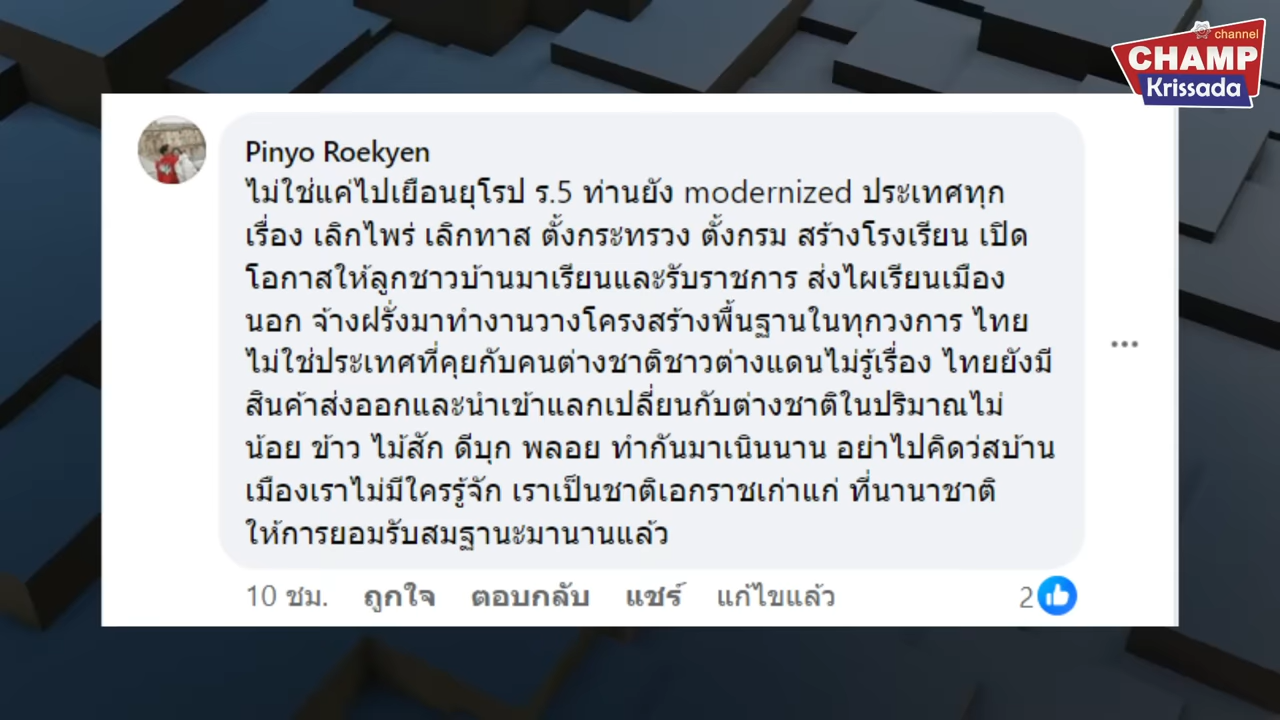 channel
CHAMP
Krissada
Pinyo Roekyen
ไม่ใช่แค่ไปเยือนยุโรป ร.5 ท่านยัง modernized ประเทศทุก
เรื่อง เลิกไพร่ เลิกทาส ตั้งกระทรวง ตั้งกรม สร้างโรงเรียน เปิด
โอกาสให้ลูกชาวบ้านมาเรียนและรับราชการ ส่งไผเรียนเมือง
นอก จ้างฝรั่งมาทำงานวางโครงสร้างพื้นฐานในทุกวงการ ไทย
ไม่ใช่ประเทศที่คุยกับคนต่างชาติชาวต่างแดนไม่รู้เรื่อง ไทยยังมี
สินค้าส่งออกและนำเข้าแลกเปลี่ยนกับต่างชาติในปริมาณไม่
น้อย ข้าว ไม้สัก ดีบุก พลอย ทำกันมาเนินนาน อย่าไปคิดว่สบ้าน
เมืองเราไม่มีใครรู้จัก เราเป็นชาติเอกราชเก่าแก่ ที่นานาชาติ
ให้การยอมรับสมฐานะมานานแล้ว
10 ชม. ถูกใจ ตอบกลับ แชร์ แก้ไขแล้ว 2